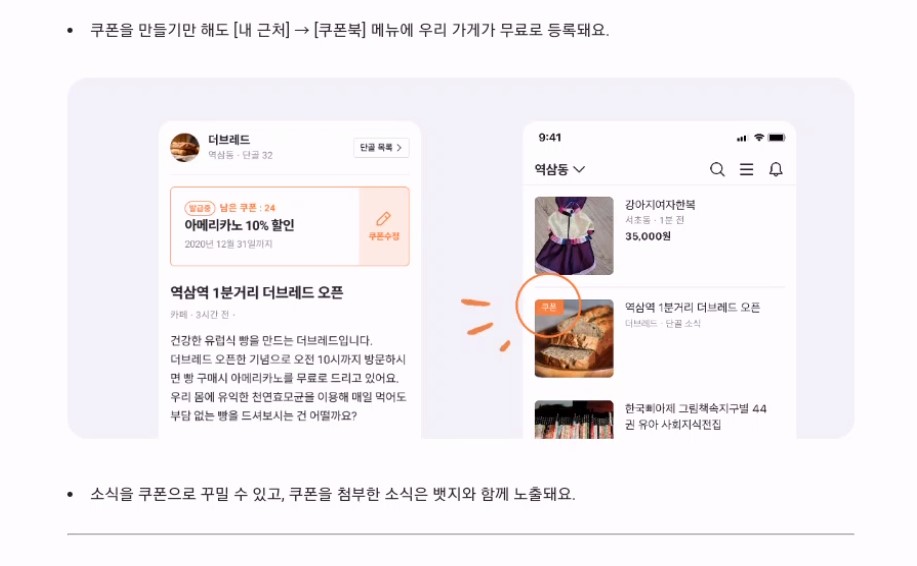 쿠폰을 만들기만 해도 [내 근처] → [쿠폰북] 메뉴에 우리 가게가 무료로 등록돼요.
더브레드
역삼동 · 단골 32
단골 목록 >
발급중 남은 쿠폰 : 24
아메리카노 10% 할인
2020년 12월 31일까지
쿠폰수정
역삼역 1분거리 더브레드 오픈
카페 · 3시간 전 ·
건강한 유럽식 빵을 만드는 더브레드입니다.
더브레드 오픈한 기념으로 오전 10시까지 방문하시
면 빵 구매시 아메리카노를 무료로 드리고 있어요.
우리 몸에 유익한 천연효모균을 이용해 매일 먹어도
부담 없는 빵을 드셔보시는 건 어떨까요?
9:41
역삼동
강아지여자한복
서초동 · 1분 전
35,000원
쿠폰
역삼역 1분거리 더브레드 오픈
더브레드 · 단골 소식
한국삐아제 그림책속지구별 44
권 유아 사회지식전집
소식을 쿠폰으로 꾸밀 수 있고, 쿠폰을 첨부한 소식은 뱃지와 함께 노출돼요.